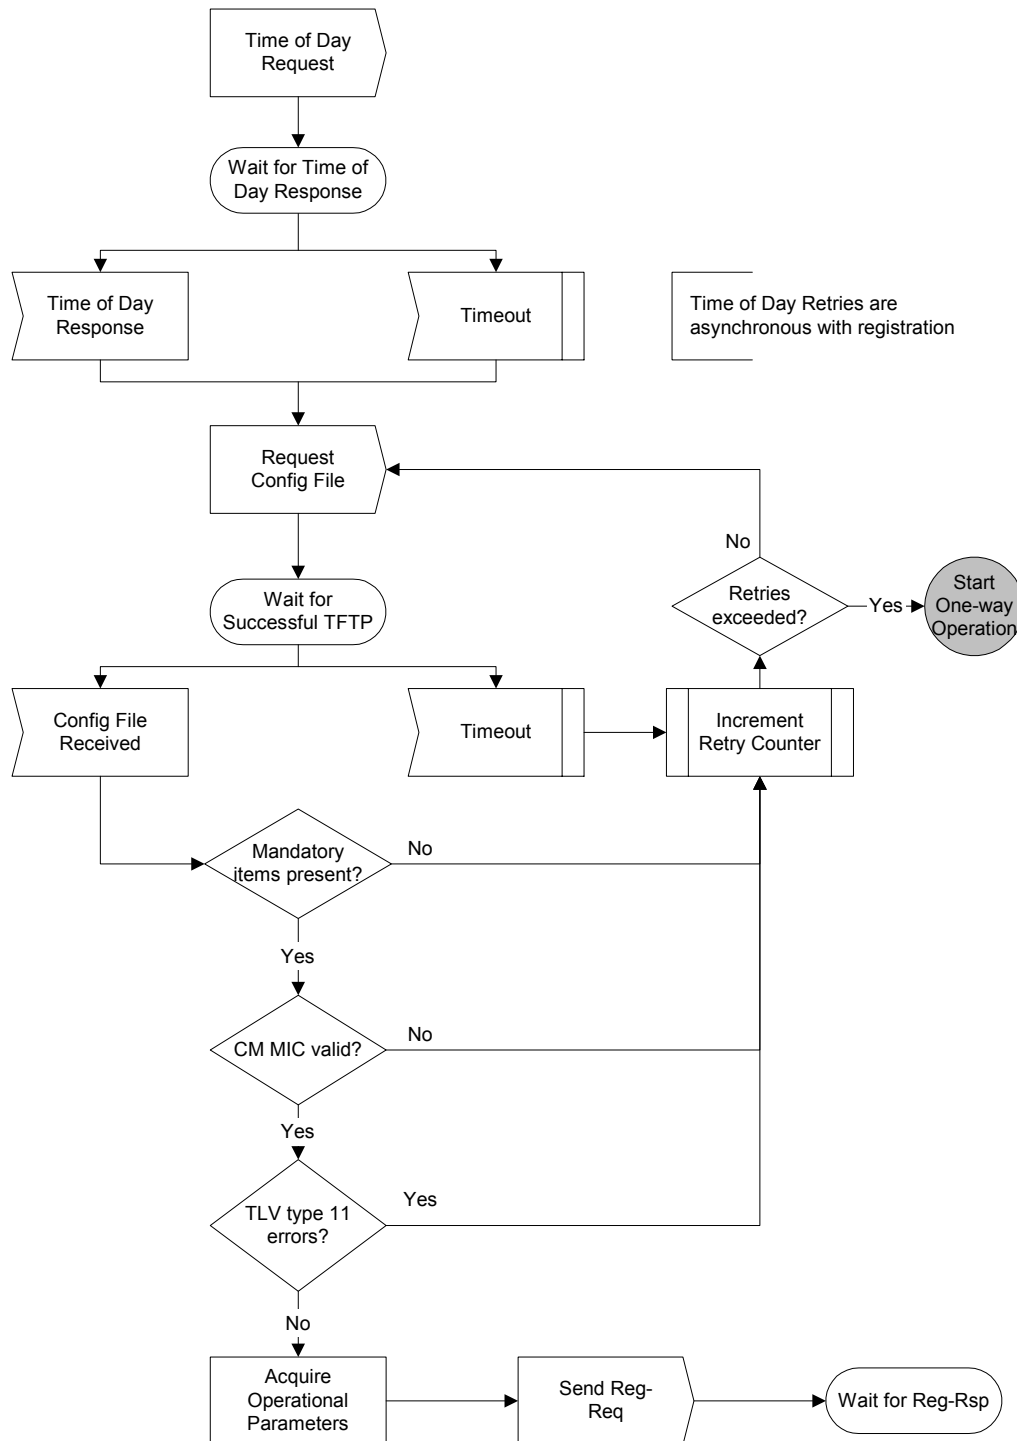 Time of Day
Request
Wait for Time of
Day Response
Time of Day
Response
Timeout
Time of Day Retries are
asynchronous with registration
Request
Config File
No
Retries
exceeded?
Yes
Start
One-way
Operation
Wait for
Successful TFTP
Config File
Received
Timeout
Increment
Retry Counter
Mandatory
items present?
No
Yes
CM MIC valid?
No
Yes
TLV type 11
errors?
Yes
No
Acquire
Operational
Parameters
Send Reg-
Req
Wait for Reg-Rsp